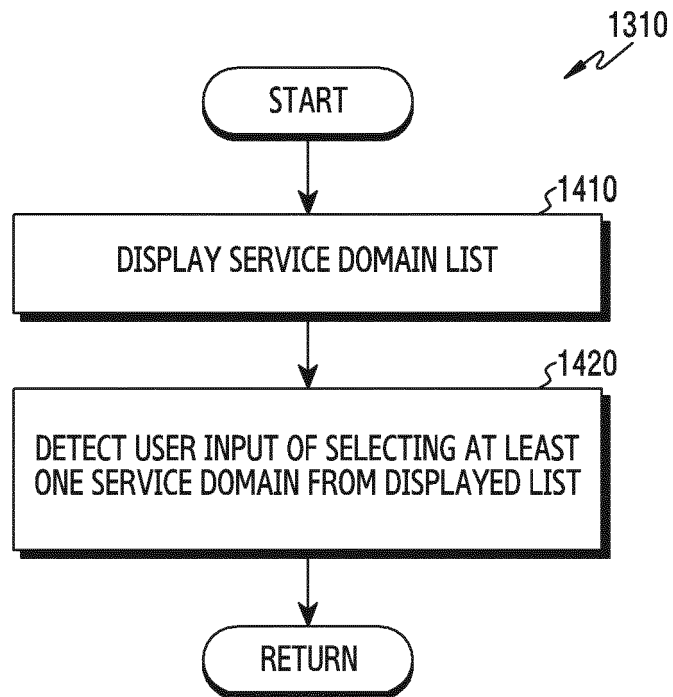 1310
START
1410
DISPLAY SERVICE DOMAIN LIST
1420
DETECT USER INPUT OF SELECTING AT LEAST
ONE SERVICE DOMAIN FROM DISPLAYED LIST
RETURN